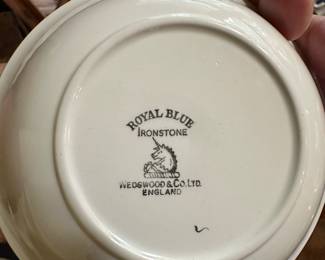 ROYAL BLUE
IRONSTONE
WEDGWOOD & CO. LTD.
ENGLAND